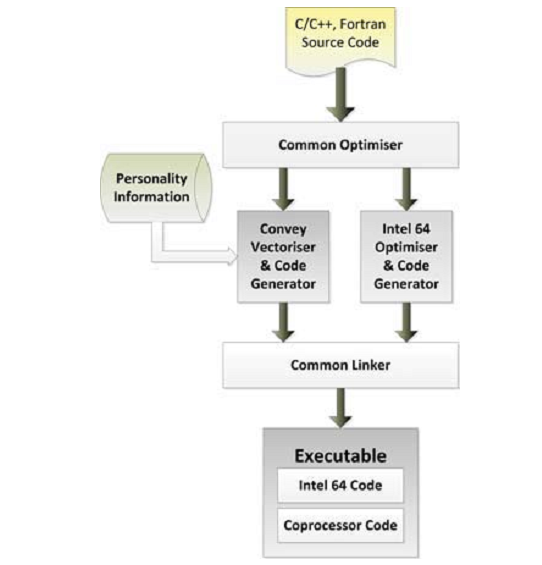 C/C++, Fortran
Source Code
Common Optimiser
Personality
Information
Convey
Vectoriser
& Code
Generator
Intel 64
Optimiser
& Code
Generator
Common Linker
Executable
Intel 64 Code
Coprocessor Code